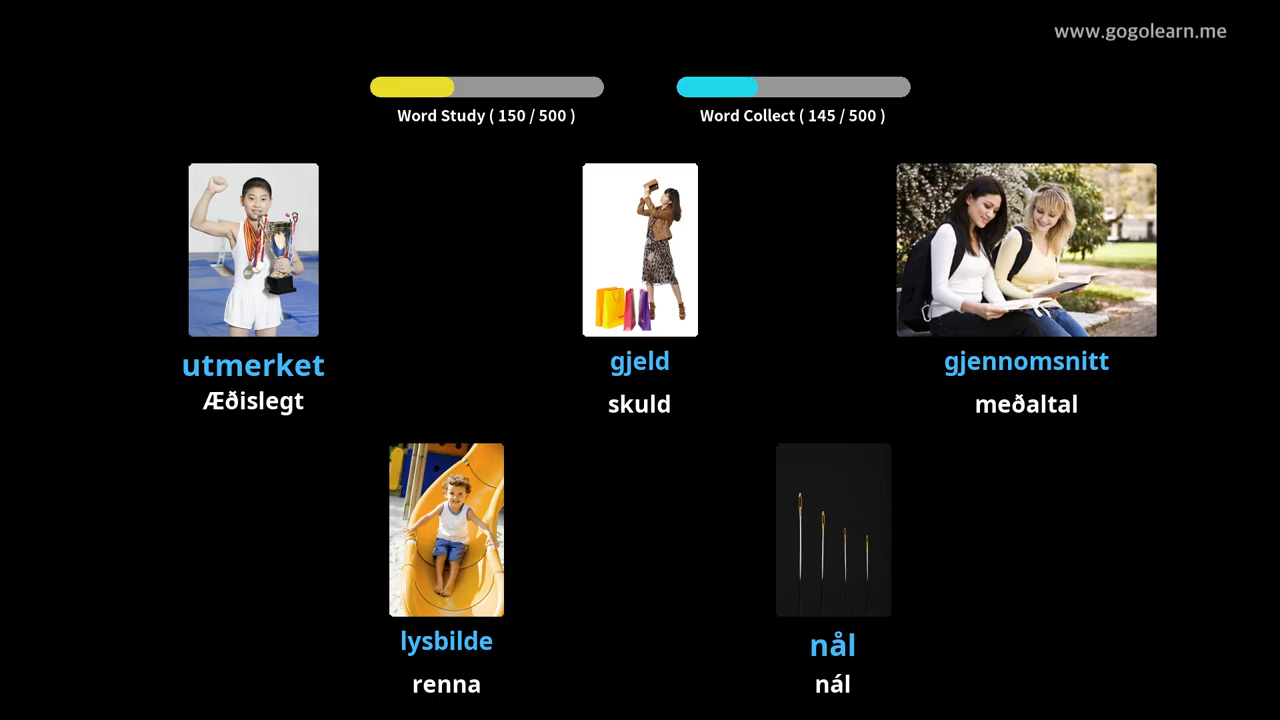 www.gogolearn.me
Word Study ( 150 / 500 )
Word Collect ( 145 / 500 )
utmerket
Æðislegt
gjeld
skuld
gjennomsnitt
meðaltal
lysbilde
renna
nål
nál